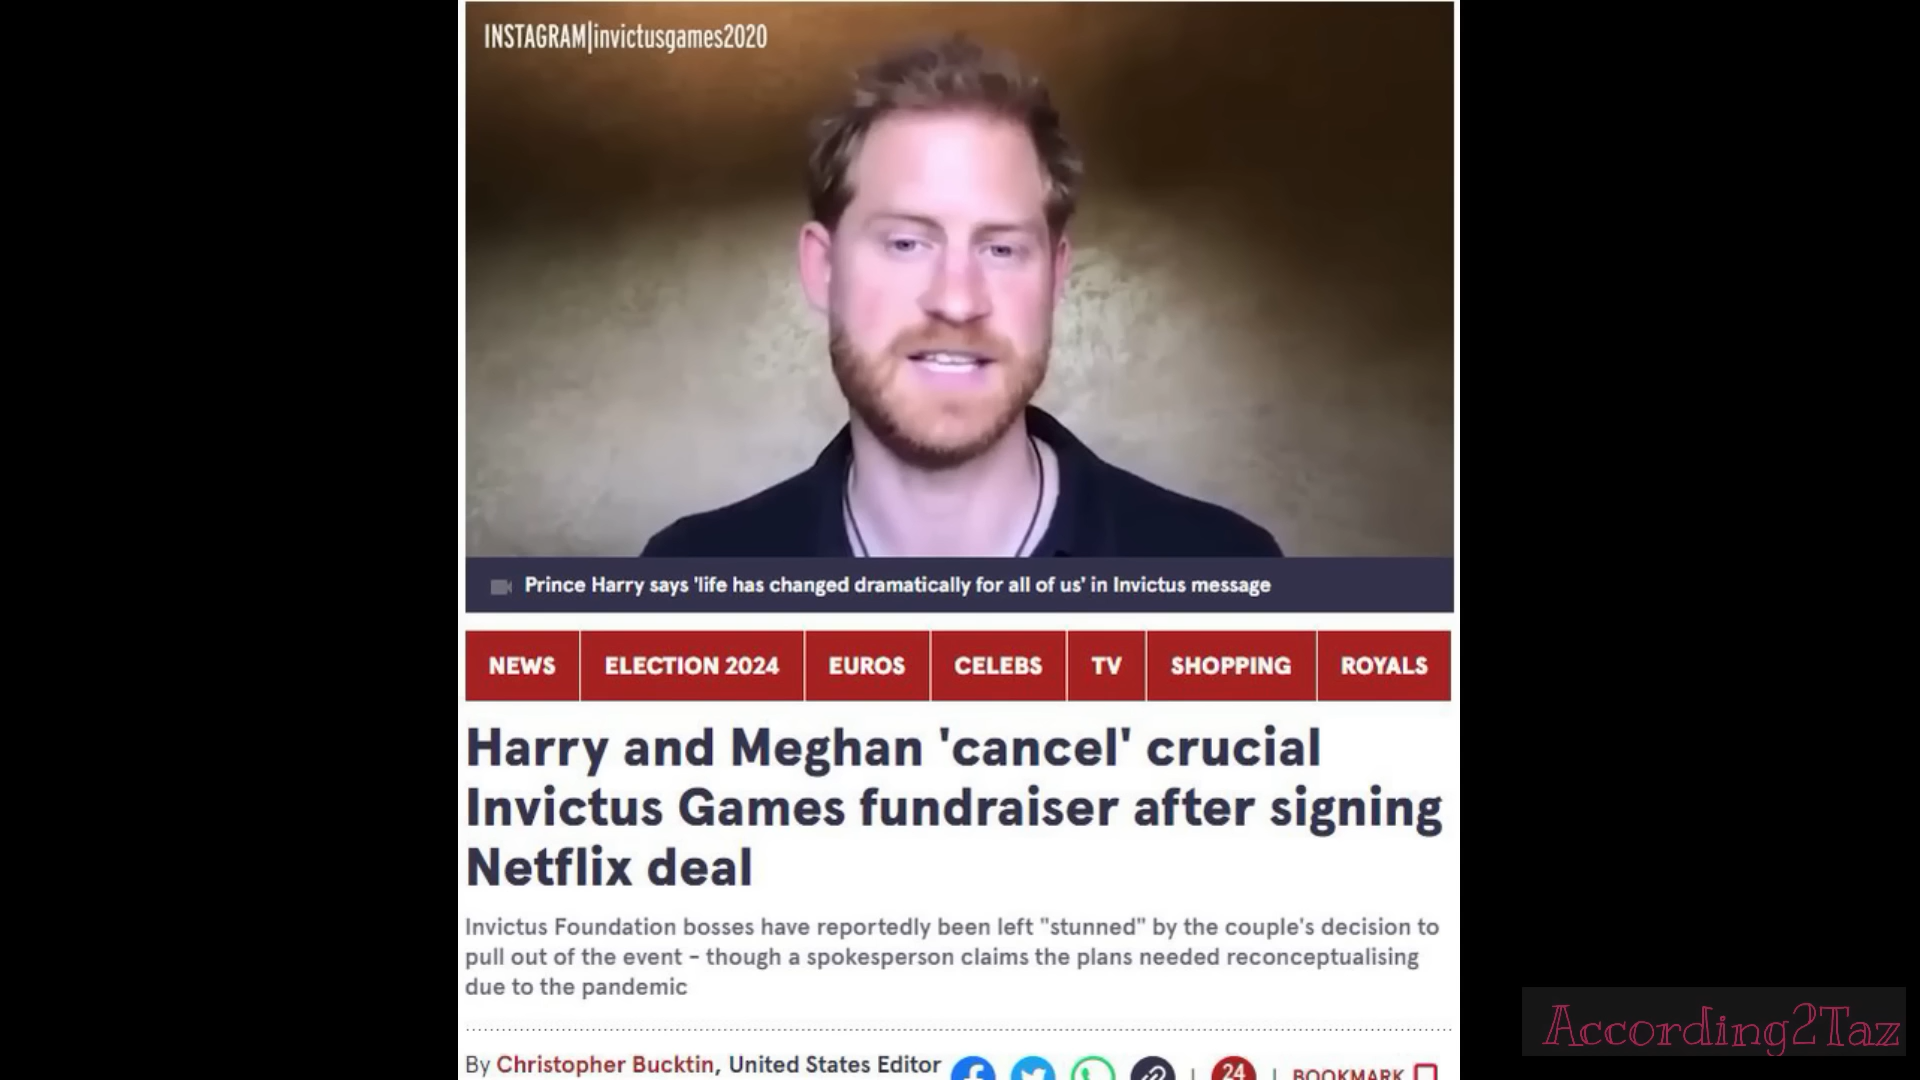 INSTAGRAM|invictusgames2020
Prince Harry says 'life has changed dramatically for all of us' in Invictus message
NEWS ELECTION 2024 EUROS CELEBS TV SHOPPING ROYALS
Harry and Meghan 'cancel' crucial
Invictus Games fundraiser after signing
Netflix deal
Invictus Foundation bosses have reportedly been left "stunned" by the couple's decision to
pull out of the event - though a spokesperson claims the plans needed reconceptualising
due to the pandemic
By Christopher Bucktin, United States Editor
24 | BOOKMARK
According2Taz